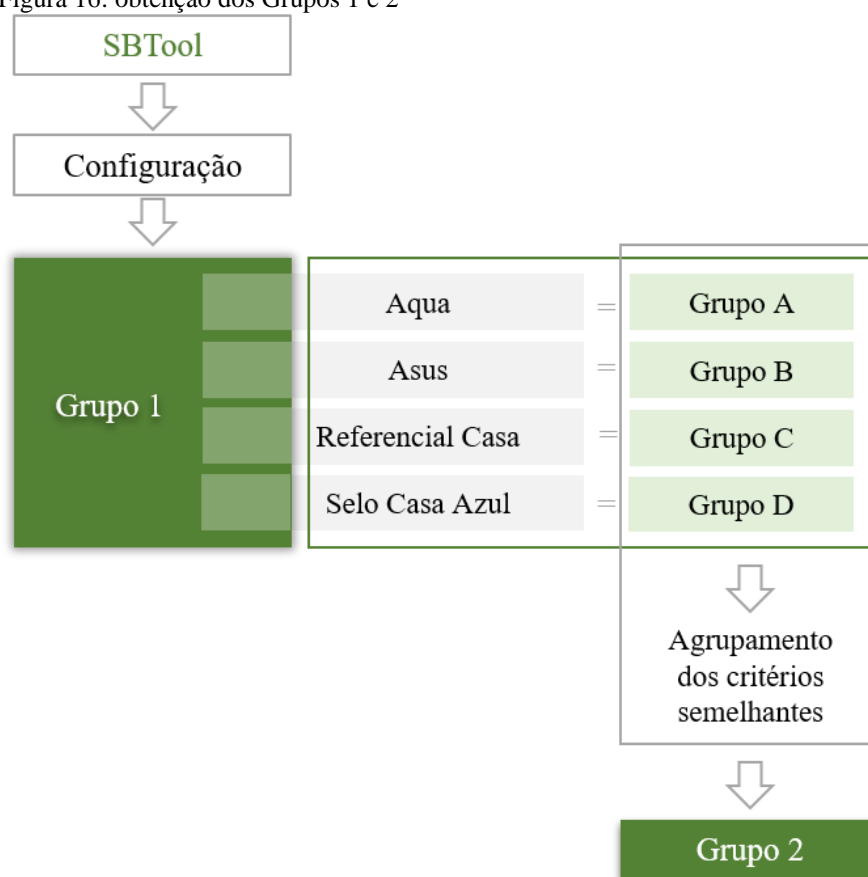 Figura 16: obtenção dos Grupos 1 e 2
SBTool
Configuração
Grupo 1
Aqua = Grupo A
Asus = Grupo B
Referencial Casa = Grupo C
Selo Casa Azul = Grupo D
Agrupamento
dos critérios
semelhantes
Grupo 2